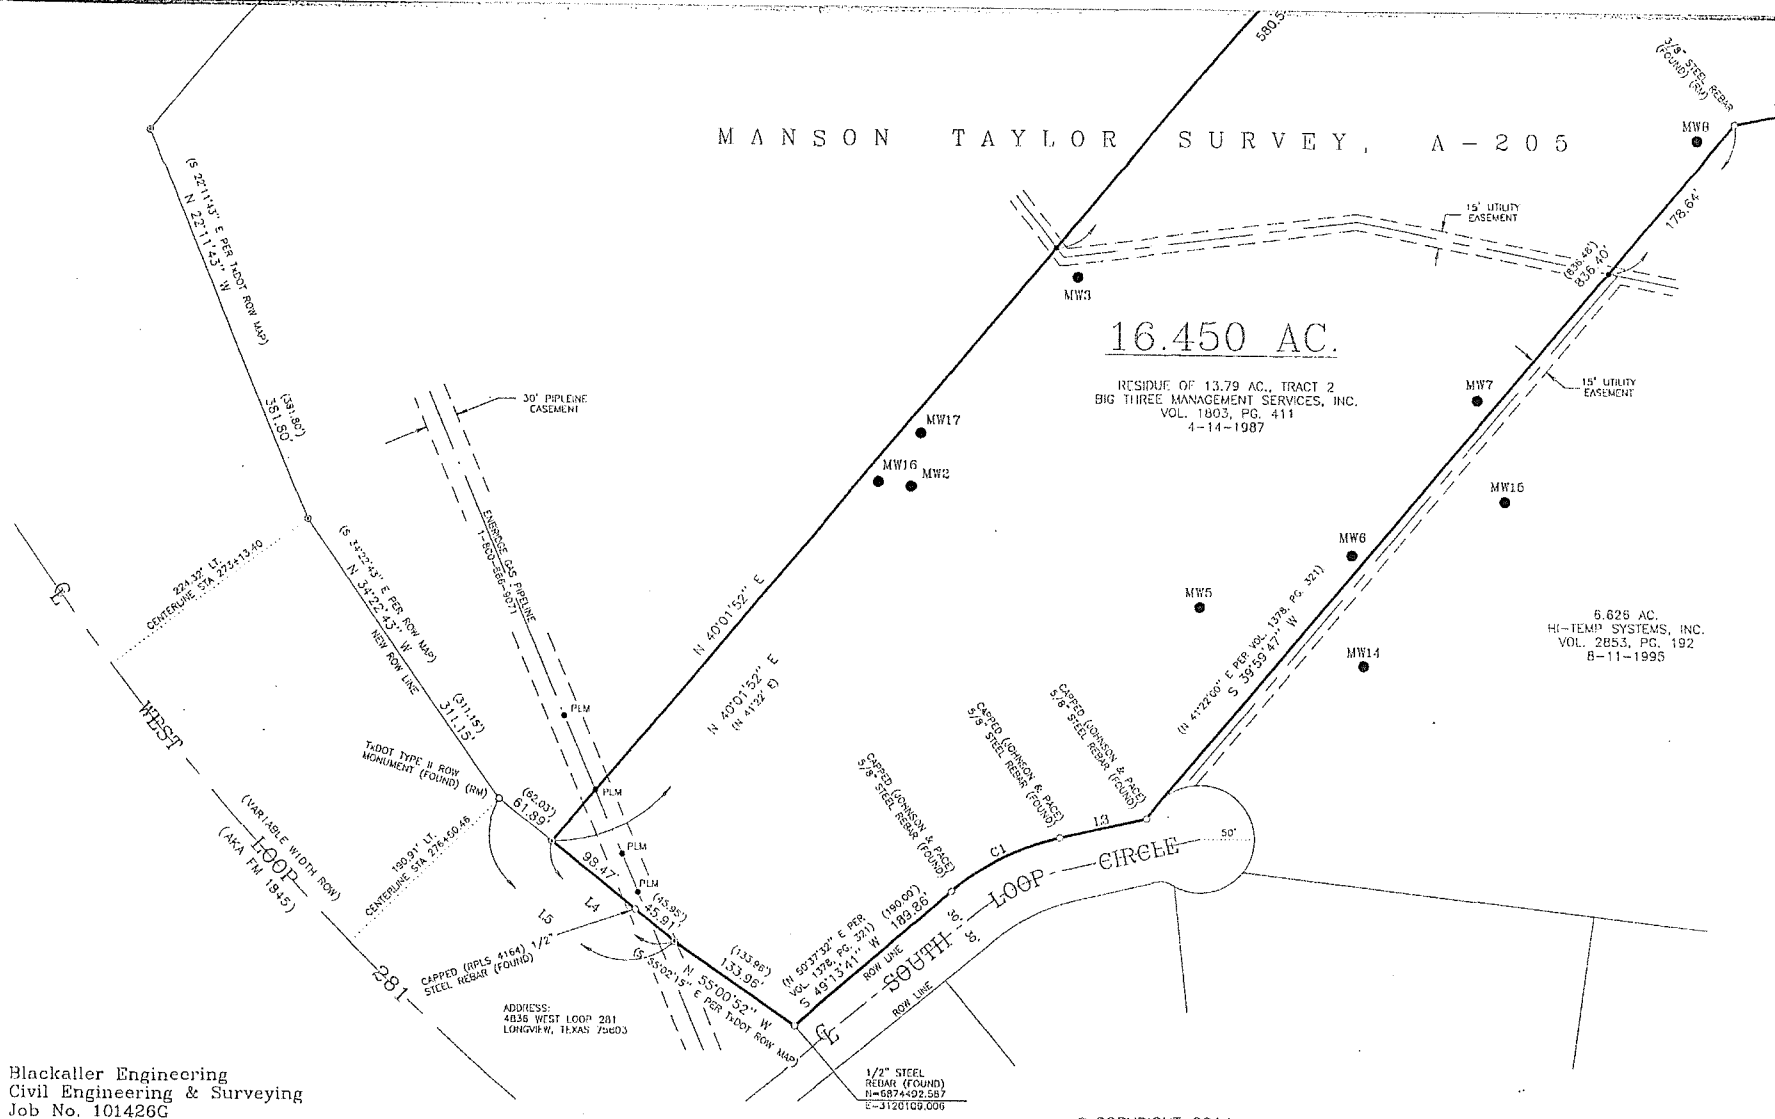 580.5
3/8" STEEL REBAR
(FOUND) (RM)
MW8
MANSON TAYLOR SURVEY, A-205
178.64'
15' UTILITY
EASEMENT
(836.48')
836.40'
MW3
16.450 AC.
RESIDUE OF 13.79 AC., TRACT 2
BIG THREE MANAGEMENT SERVICES, INC.
VOL. 1803, PG. 411
4-14-1987
MW7
15' UTILITY
EASEMENT
(S 22°11'43" E PER TxDOT ROW MAP)
N 22°11'43" W
(381.80')
381.80'
30' PIPELINE
EASEMENT
MW17
MW16
MW2
MW15
ENBRIDGE GAS PIPELINE
MW6
MW5
MW14
6.626 AC.
HI-TEMP SYSTEMS, INC.
VOL. 2853, PG. 192
8-11-1995
224.32' LT.
CENTERLINE STA 273+13.40
(S 34°22'43" E PER ROW MAP)
N 34°22'43" W
NEW ROW LINE
(311.15')
311.15'
N 40°01'52" E
N 40°01'52" E
(N 41°22' E)
(N 41°22'00" E PER VOL. 1378, PG. 321)
S 39°59'47" W
CAPPED (JOHNSON & PACE)
5/8" STEEL REBAR (FOUND)
CAPPED (JOHNSON & PACE)
5/8" STEEL REBAR (FOUND)
CAPPED (JOHNSON & PACE)
5/8" STEEL REBAR (FOUND)
PLM
PLM
PLM
PLM
TxDOT TYPE II ROW
MONUMENT (FOUND) (RM)
(62.03')
61.89'
98.47'
190.91' LT.
CENTERLINE STA 276+50.46
WEST
LOOP
281
(VARIABLE WIDTH ROW)
(AKA FM 1845)
L5
L4
(45.95')
45.91'
CAPPED (RPLS 4164) 1/2"
STEEL REBAR (FOUND)
(133.96')
133.96'
N 55°00'52" W
(S 55°02'15" E PER TxDOT ROW MAP)
(N 50°37'32" E PER
VOL. 1378, PG. 321)
S 49°13'41" W
(190.00')
189.86'
ROW LINE
C1
L3
30'
30'
50'
SOUTH LOOP CIRCLE
ROW LINE
ADDRESS:
4836 WEST LOOP 281
LONGVIEW, TEXAS 75603
1/2" STEEL
REBAR (FOUND)
N=6874492.587
E=3120109.006
Blackaller Engineering
Civil Engineering & Surveying
Job No. 101426G